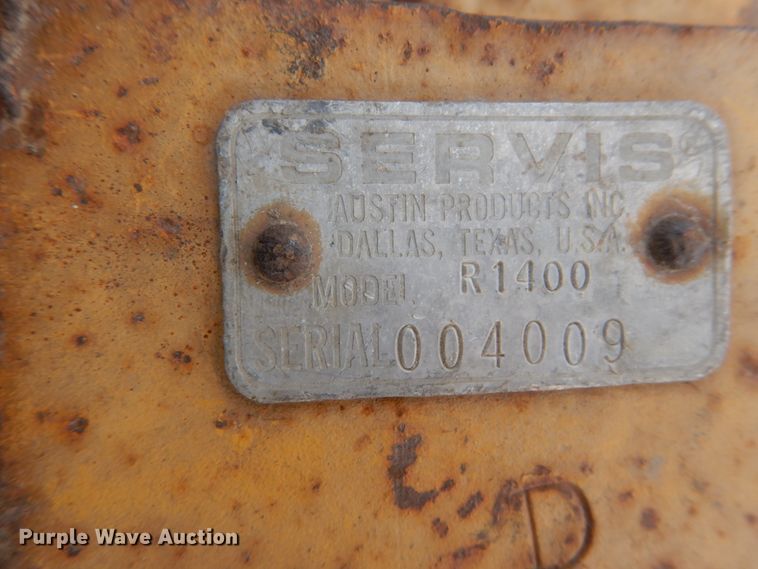 SERVIS
AUSTIN PRODUCTS INC.
DALLAS, TEXAS, U.S.A.
MODEL R1400
SERIAL 004009
D
Purple Wave Auction